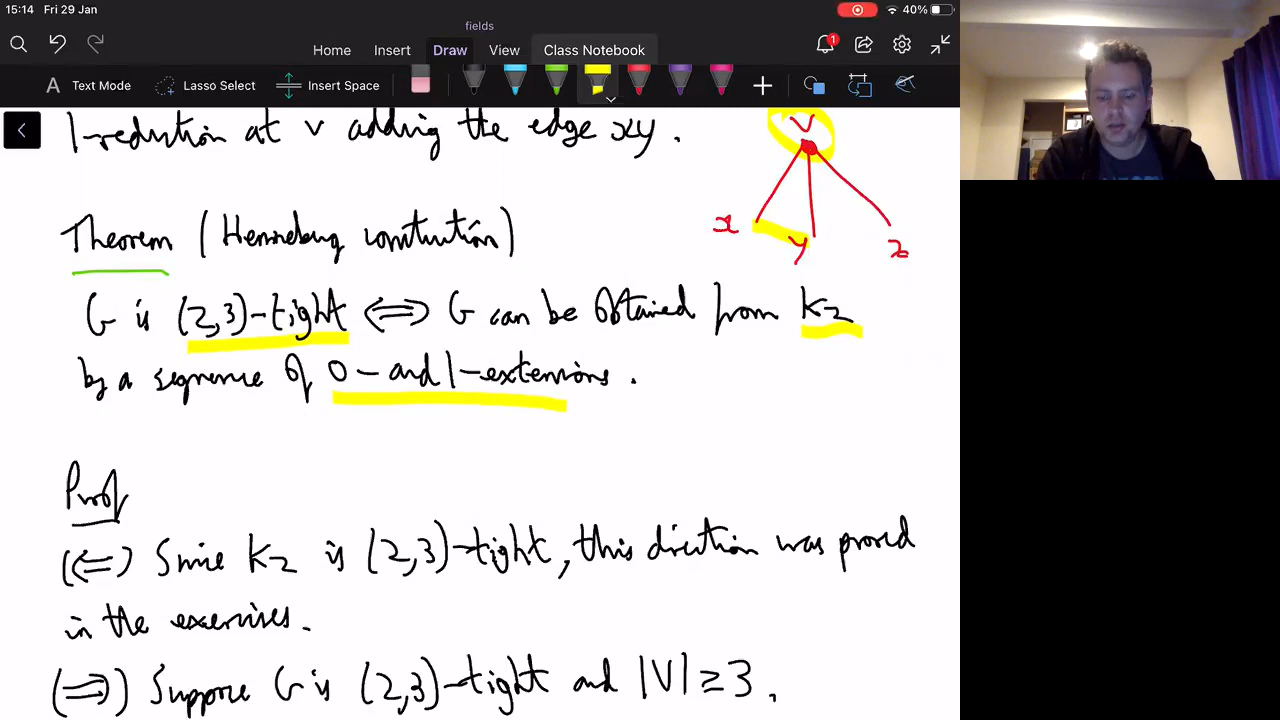 15:14 Fri 29 Jan
40%
fields
Home Insert Draw View Class Notebook
1
Text Mode Lasso Select Insert Space
1-reduction at v adding the edge xy.
v
x y z
Theorem (Henneberg construction)
G is (2,3)-tight ⟺ G can be obtained from K2
by a sequence of 0- and 1-extensions.
Proof
(⟸) Since K2 is (2,3)-tight, this direction was proved
in the exercises.
(⟹) Suppose G is (2,3)-tight and |V| ≥ 3.